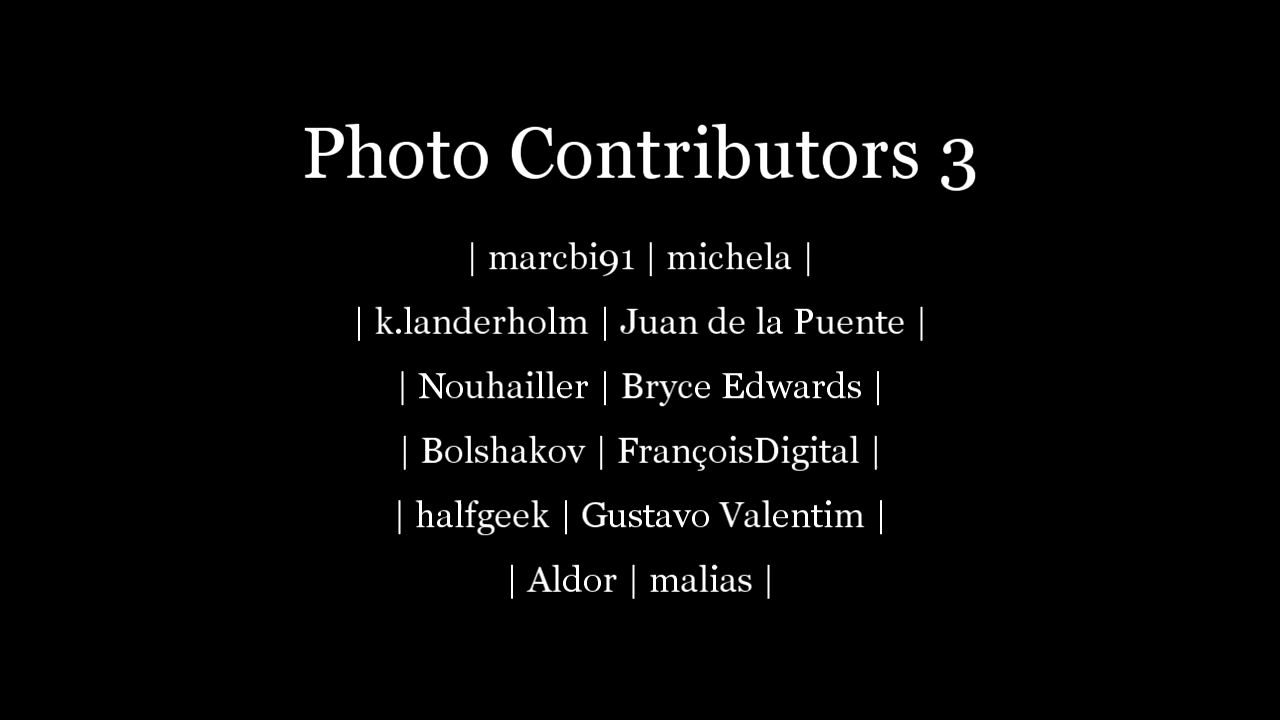 Photo Contributors 3
| marcbi91 | michela |
| k.landerholm | Juan de la Puente |
| Nouhailler | Bryce Edwards |
| Bolshakov | FrançoisDigital |
| halfgeek | Gustavo Valentim |
| Aldor | malias |